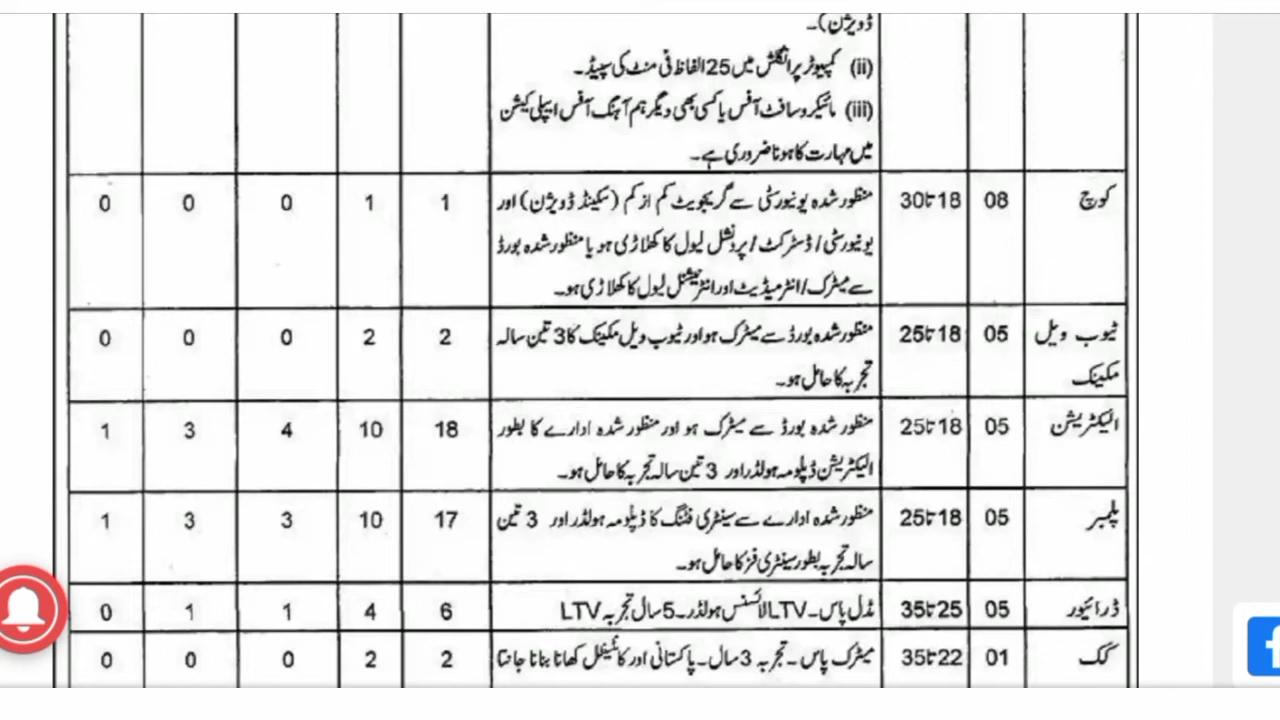 ڈویژن)۔
(ii) کمپیوٹر پر انگلش میں 25 الفاظ فی منٹ کی سپیڈ۔
(iii) مائیکروسافٹ آفس یا کسی بھی دیگر ہم آہنگ آفس ایپلی کیشن
میں مہارت کا ہونا ضروری ہے۔
کوچ 08 18 تا 30 منظور شدہ یونیورسٹی سے گریجویٹ کم از کم (سکینڈ ڈویژن) اور 1 1 0 0 0
یونیورسٹی / ڈسٹرکٹ / پرونشل لیول کا کھلاڑی ہو یا منظور شدہ بورڈ
سے میٹرک / انٹرمیڈیٹ اور انٹرنیشنل لیول کا کھلاڑی ہو۔
ٹیوب ویل 05 18 تا 25 منظور شدہ بورڈ سے میٹرک ہو اور ٹیوب ویل مکینک کا 3 تین سالہ 2 2 0 0 0
مکینک تجربہ کا حامل ہو۔
الیکٹریشن 05 18 تا 25 منظور شدہ بورڈ سے میٹرک ہو اور منظور شدہ ادارے کا بطور 18 10 4 3 1
الیکٹریشن ڈپلومہ ہولڈر اور 3 تین سالہ تجربہ کا حامل ہو۔
پلمبر 05 18 تا 25 منظور شدہ ادارے سے سینٹری فٹنگ کا ڈپلومہ ہولڈر اور 3 تین 17 10 3 3 1
سالہ تجربہ بطور سینٹری فٹر کا حامل ہو۔
ڈرائیور 05 25 تا 35 مڈل پاس۔ LTV لائسنس ہولڈر۔ 5 سال تجربہ LTV 6 4 1 1 0
کک 01 22 تا 35 میٹرک پاس۔ تجربہ 3 سال۔ پاکستانی اور کانٹینٹل کھانا بنانا جانتا 2 2 0 0 0